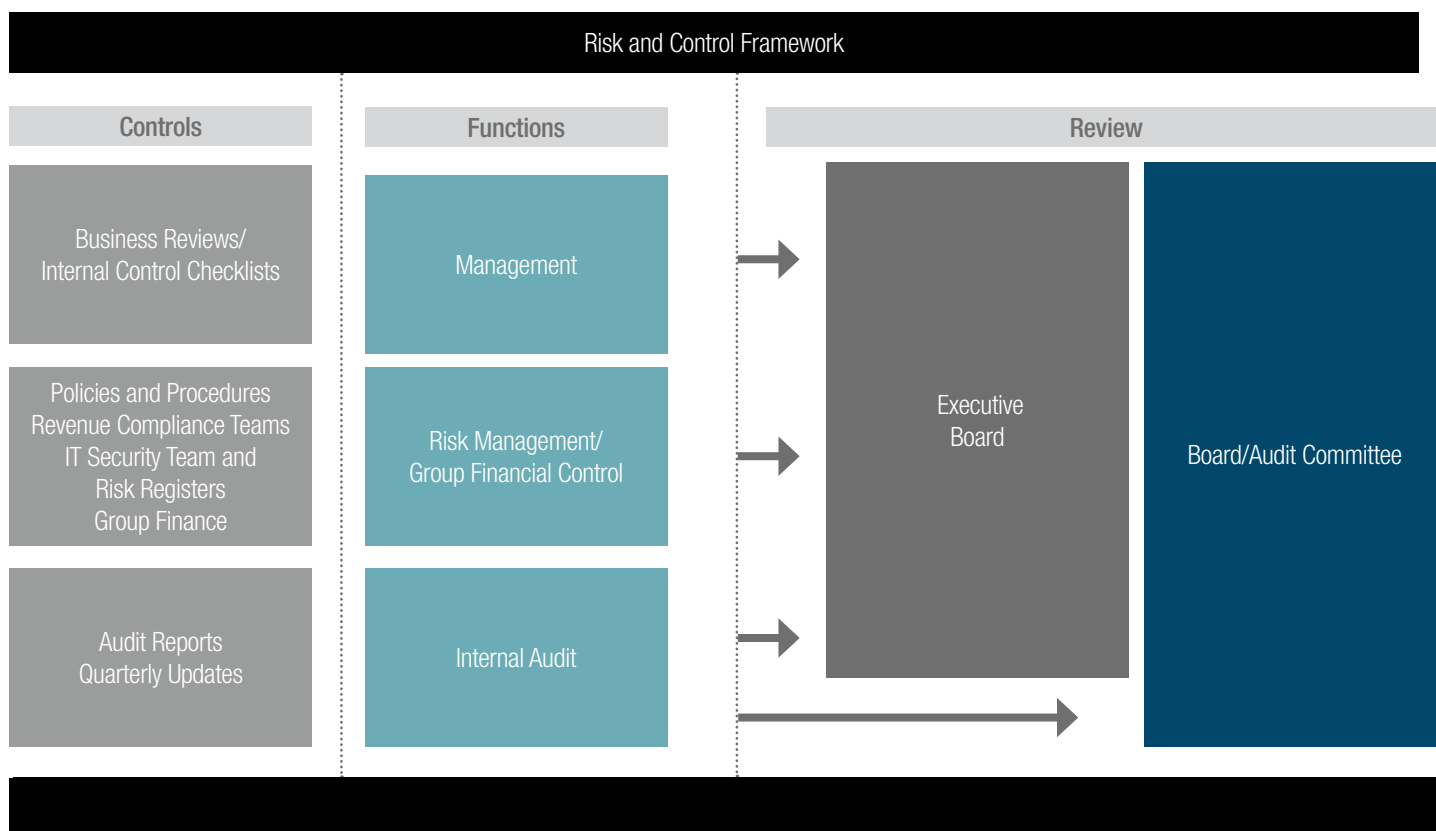 Risk and Control Framework
Controls
Functions
Review
Business Reviews/
Internal Control Checklists
Management
Policies and Procedures
Revenue Compliance Teams
IT Security Team and
Risk Registers
Group Finance
Risk Management/
Group Financial Control
Executive
Board
Board/Audit Committee
Audit Reports
Quarterly Updates
Internal Audit